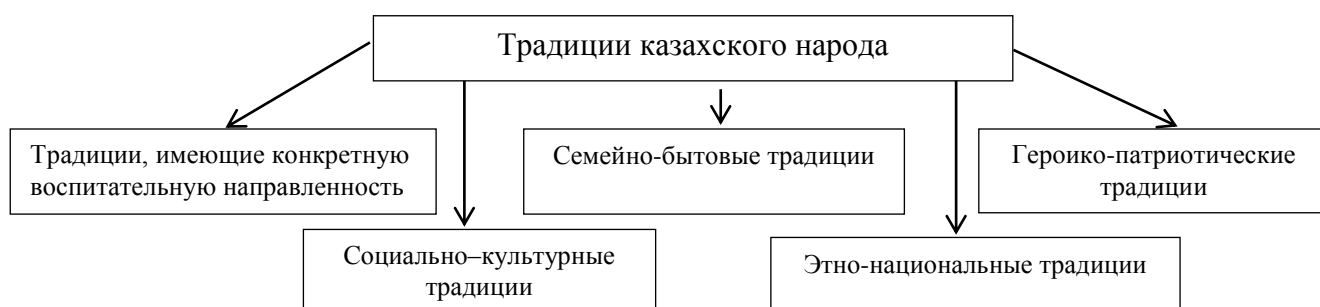 Традиции казахского народа
Традиции, имеющие конкретную
воспитательную направленность
Семейно-бытовые традиции
Героико-патриотические
традиции
Социально–культурные
традиции
Этно-национальные традиции